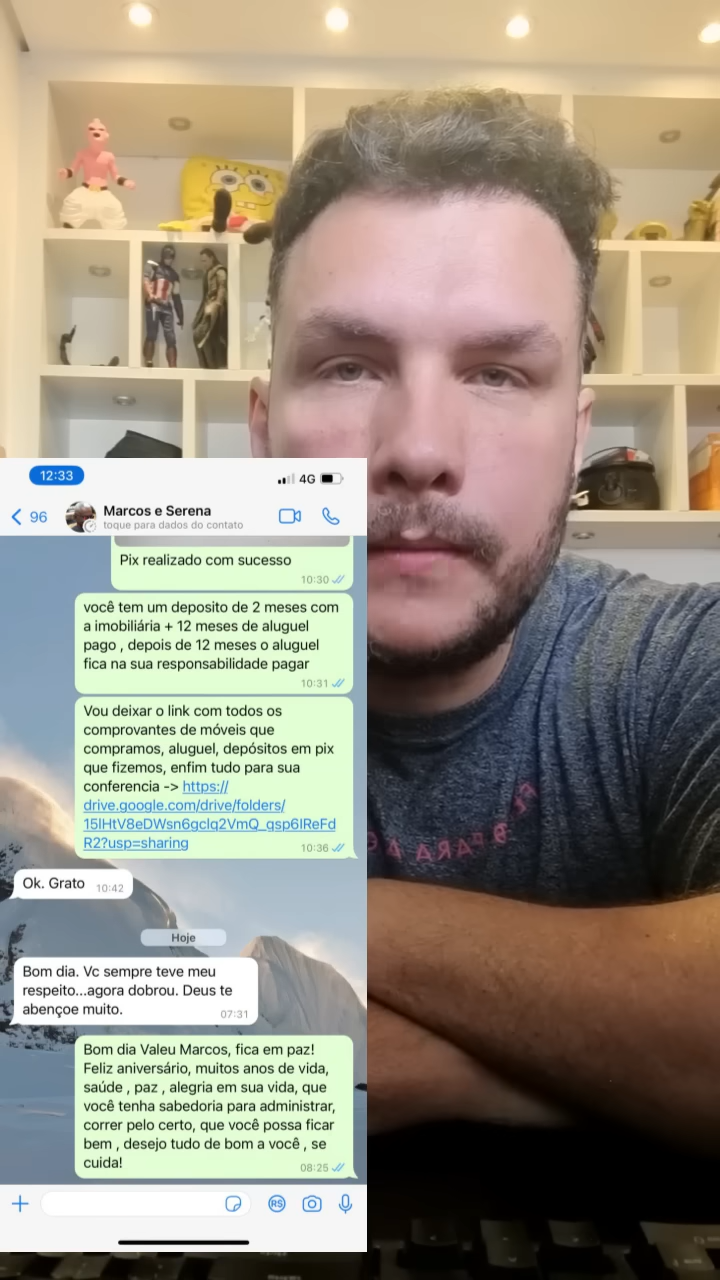 12:33
4G
96
Marcos e Serena
toque para dados do contato
Pix realizado com sucesso
10:30
você tem um deposito de 2 meses com
a imobiliária + 12 meses de aluguel
pago , depois de 12 meses o aluguel
fica na sua responsabilidade pagar
10:31
Vou deixar o link com todos os
comprovantes de móveis que
compramos, aluguel, depósitos em pix
que fizemos, enfim tudo para sua
conferencia -> https://
drive.google.com/drive/folders/
15lHtV8eDWsn6gclq2VmQ_qsp6lReFd
R2?usp=sharing
10:36
Ok. Grato
10:42
Hoje
Bom dia. Vc sempre teve meu
respeito...agora dobrou. Deus te
abençoe muito.
07:31
Bom dia Valeu Marcos, fica em paz!
Feliz aniversário, muitos anos de vida,
saúde , paz , alegria em sua vida, que
você tenha sabedoria para administrar,
correr pelo certo, que você possa ficar
bem , desejo tudo de bom a você , se
cuida!
08:25
RS